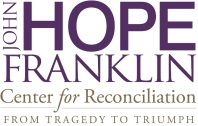 JOHN HOPE
FRANKLIN
Center for Reconciliation
FROM TRAGEDY TO TRIUMPH